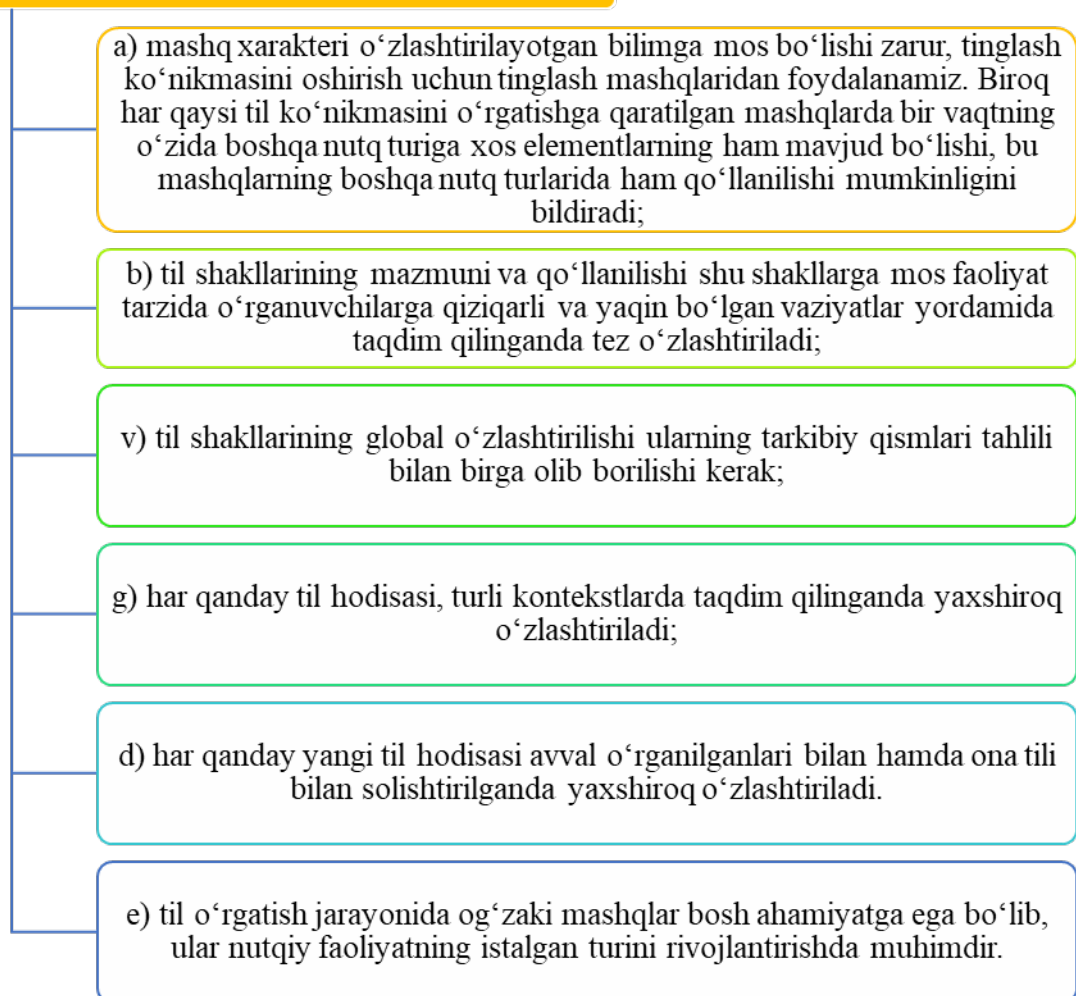 a) mashq xarakteri o‘zlashtirilayotgan bilimga mos bo‘lishi zarur, tinglash
ko‘nikmasini oshirish uchun tinglash mashqlaridan foydalanamiz. Biroq
har qaysi til ko‘nikmasini o‘rgatishga qaratilgan mashqlarda bir vaqtning
o‘zida boshqa nutq turiga xos elementlarning ham mavjud bo‘lishi, bu
mashqlarning boshqa nutq turlarida ham qo‘llanilishi mumkinligini
bildiradi;
b) til shakllarining mazmuni va qo‘llanilishi shu shakllarga mos faoliyat
tarzida o‘rganuvchilarga qiziqarli va yaqin bo‘lgan vaziyatlar yordamida
taqdim qilinganda tez o‘zlashtiriladi;
v) til shakllarining global o‘zlashtirilishi ularning tarkibiy qismlari tahlili
bilan birga olib borilishi kerak;
g) har qanday til hodisasi, turli kontekstlarda taqdim qilinganda yaxshiroq
o‘zlashtiriladi;
d) har qanday yangi til hodisasi avval o‘rganilganlari bilan hamda ona tili
bilan solishtirilganda yaxshiroq o‘zlashtiriladi.
e) til o‘rgatish jarayonida og‘zaki mashqlar bosh ahamiyatga ega bo‘lib,
ular nutqiy faoliyatning istalgan turini rivojlantirishda muhimdir.